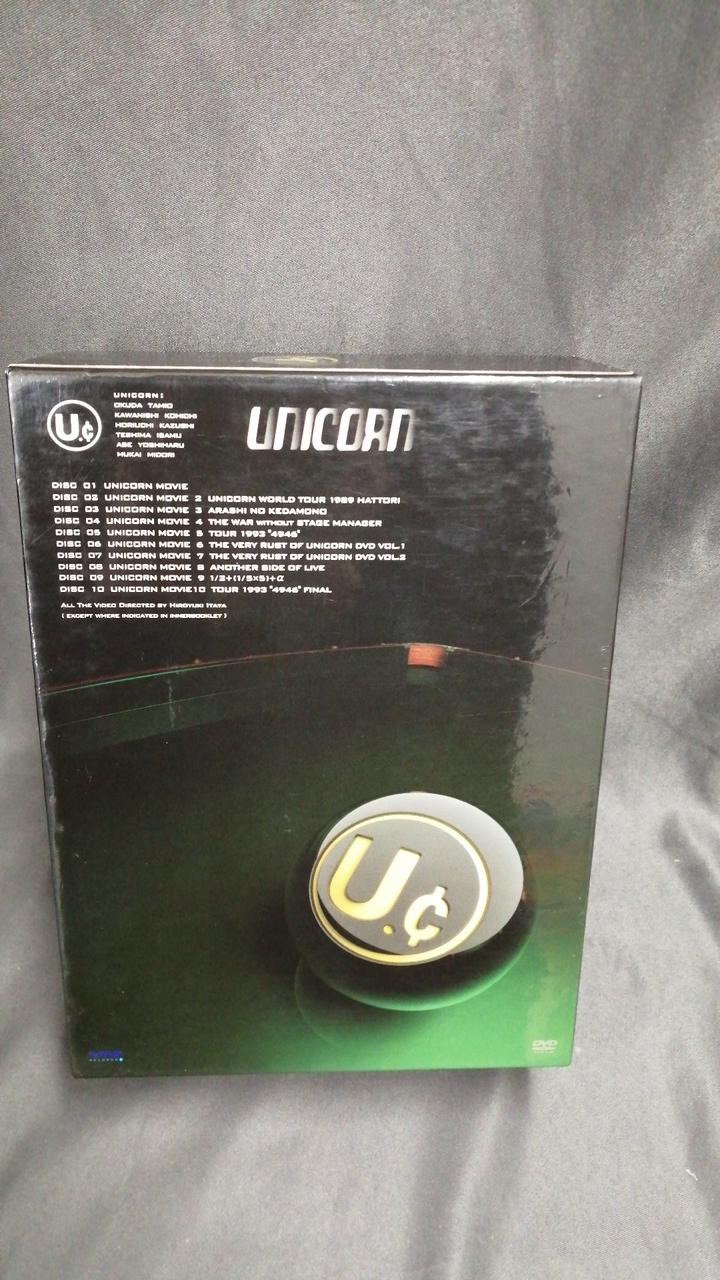 U.¢
UNICORN:
OKUDA TAMIO
KAWANISHI KOHICHI
HORIUCHI KAZUSHI
TESHIMA ISAMU
ABE YOSHIHARU
MUKAI MIDORI
UNICORN
DISC 01 UNICORN MOVIE
DISC 02 UNICORN MOVIE 2 UNICORN WORLD TOUR 1989 HATTORI
DISC 03 UNICORN MOVIE 3 ARASHI NO KEDAMONO
DISC 04 UNICORN MOVIE 4 THE WAR WITHOUT STAGE MANAGER
DISC 05 UNICORN MOVIE 5 TOUR 1993 "4946"
DISC 06 UNICORN MOVIE 6 THE VERY RUST OF UNICORN DVD VOL.1
DISC 07 UNICORN MOVIE 7 THE VERY RUST OF UNICORN DVD VOL.2
DISC 08 UNICORN MOVIE 8 ANOTHER SIDE OF LIVE
DISC 09 UNICORN MOVIE 9 1/2+(1/5×5)+α
DISC 10 UNICORN MOVIE10 TOUR 1993 "4946" FINAL
ALL THE VIDEO DIRECTED BY HIROYUKI ITAYA
( EXCEPT WHERE INDICATED IN INNERBOOKLET )
U.¢
RECORDS
DVD